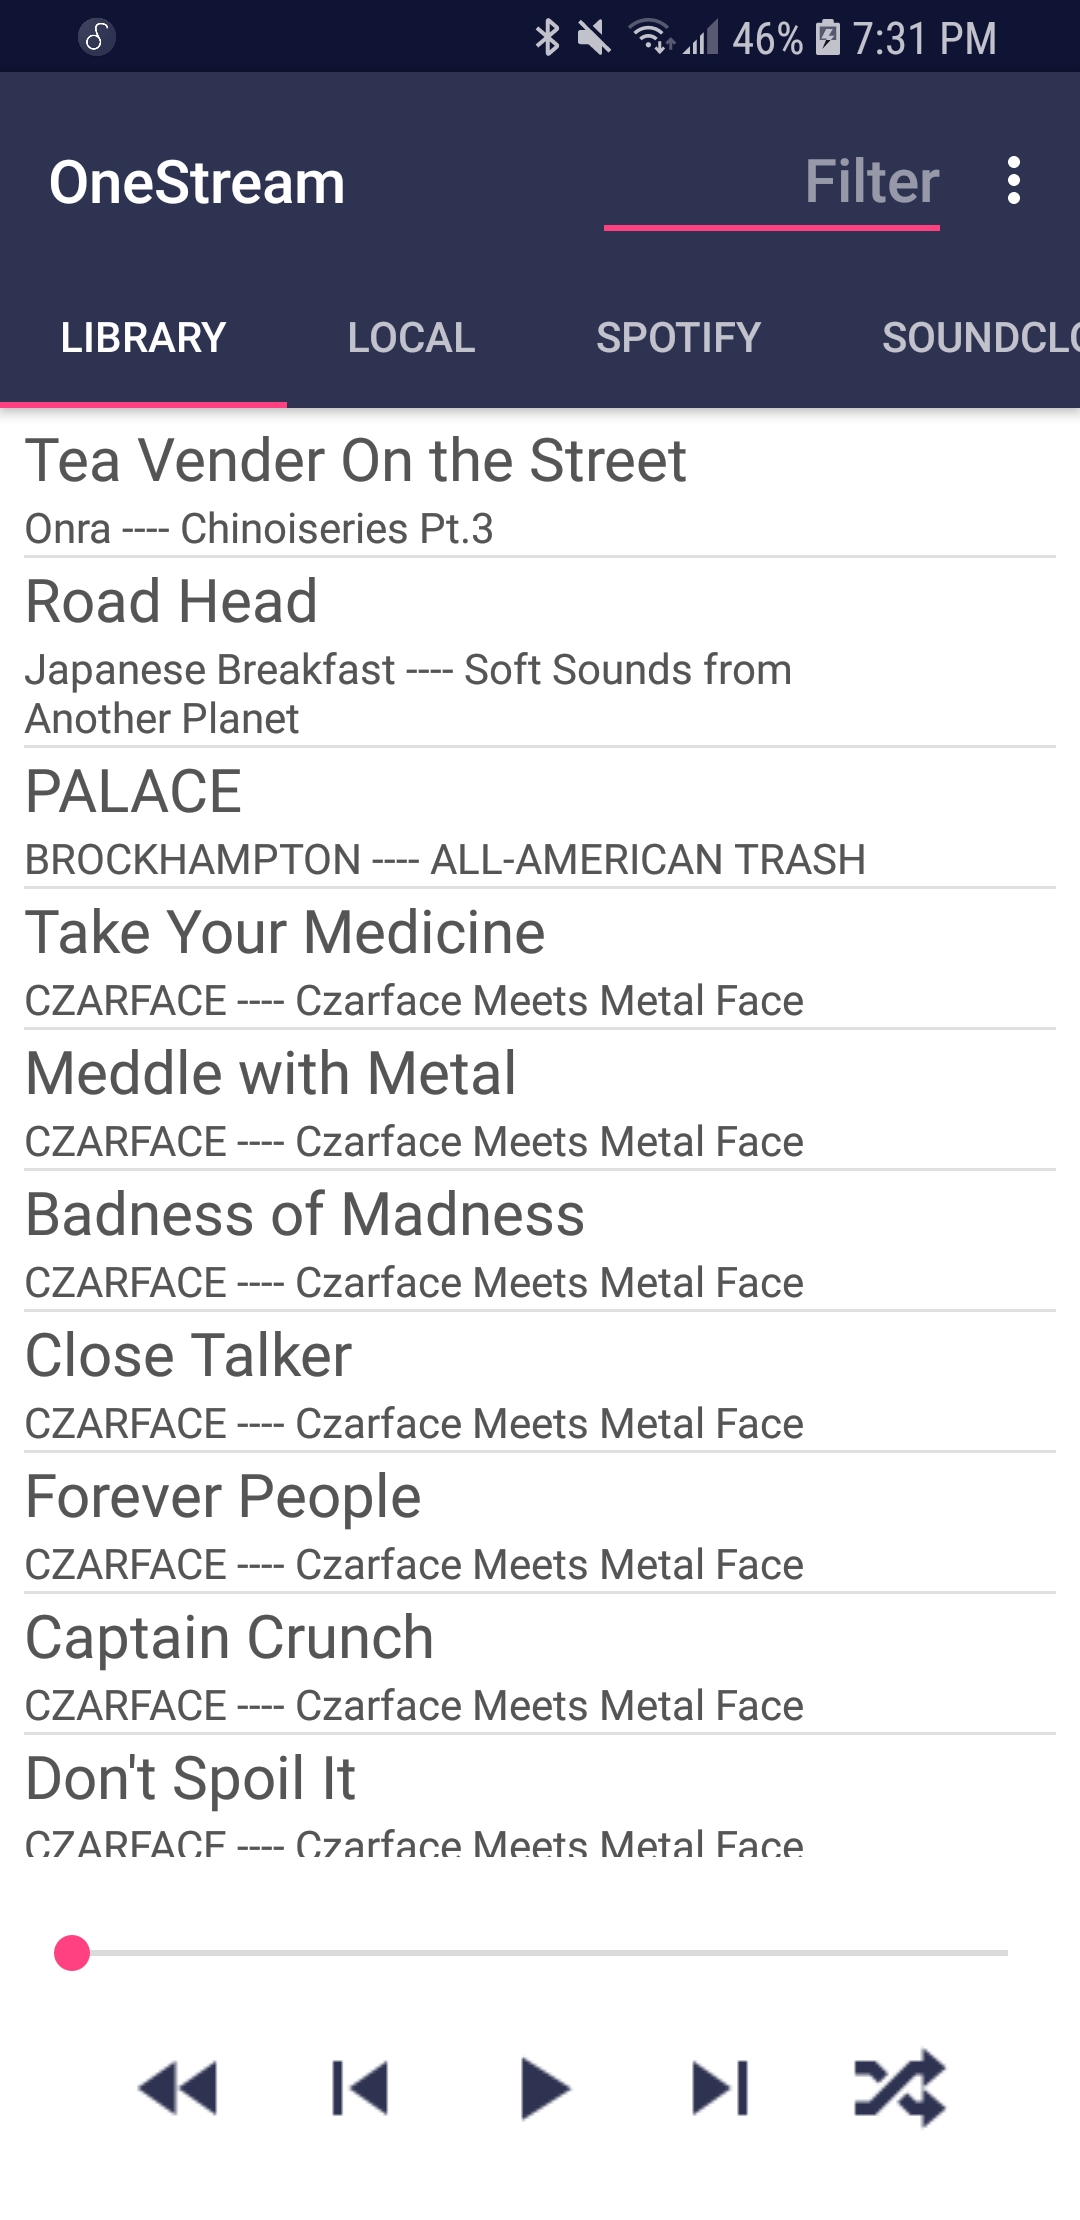 46% 7:31 PM
OneStream Filter
LIBRARY LOCAL SPOTIFY SOUNDCLO
Tea Vender On the Street
Onra ---- Chinoiseries Pt.3
Road Head
Japanese Breakfast ---- Soft Sounds from
Another Planet
PALACE
BROCKHAMPTON ---- ALL-AMERICAN TRASH
Take Your Medicine
CZARFACE ---- Czarface Meets Metal Face
Meddle with Metal
CZARFACE ---- Czarface Meets Metal Face
Badness of Madness
CZARFACE ---- Czarface Meets Metal Face
Close Talker
CZARFACE ---- Czarface Meets Metal Face
Forever People
CZARFACE ---- Czarface Meets Metal Face
Captain Crunch
CZARFACE ---- Czarface Meets Metal Face
Don't Spoil It
CZARFACE ---- Czarface Meets Metal Face